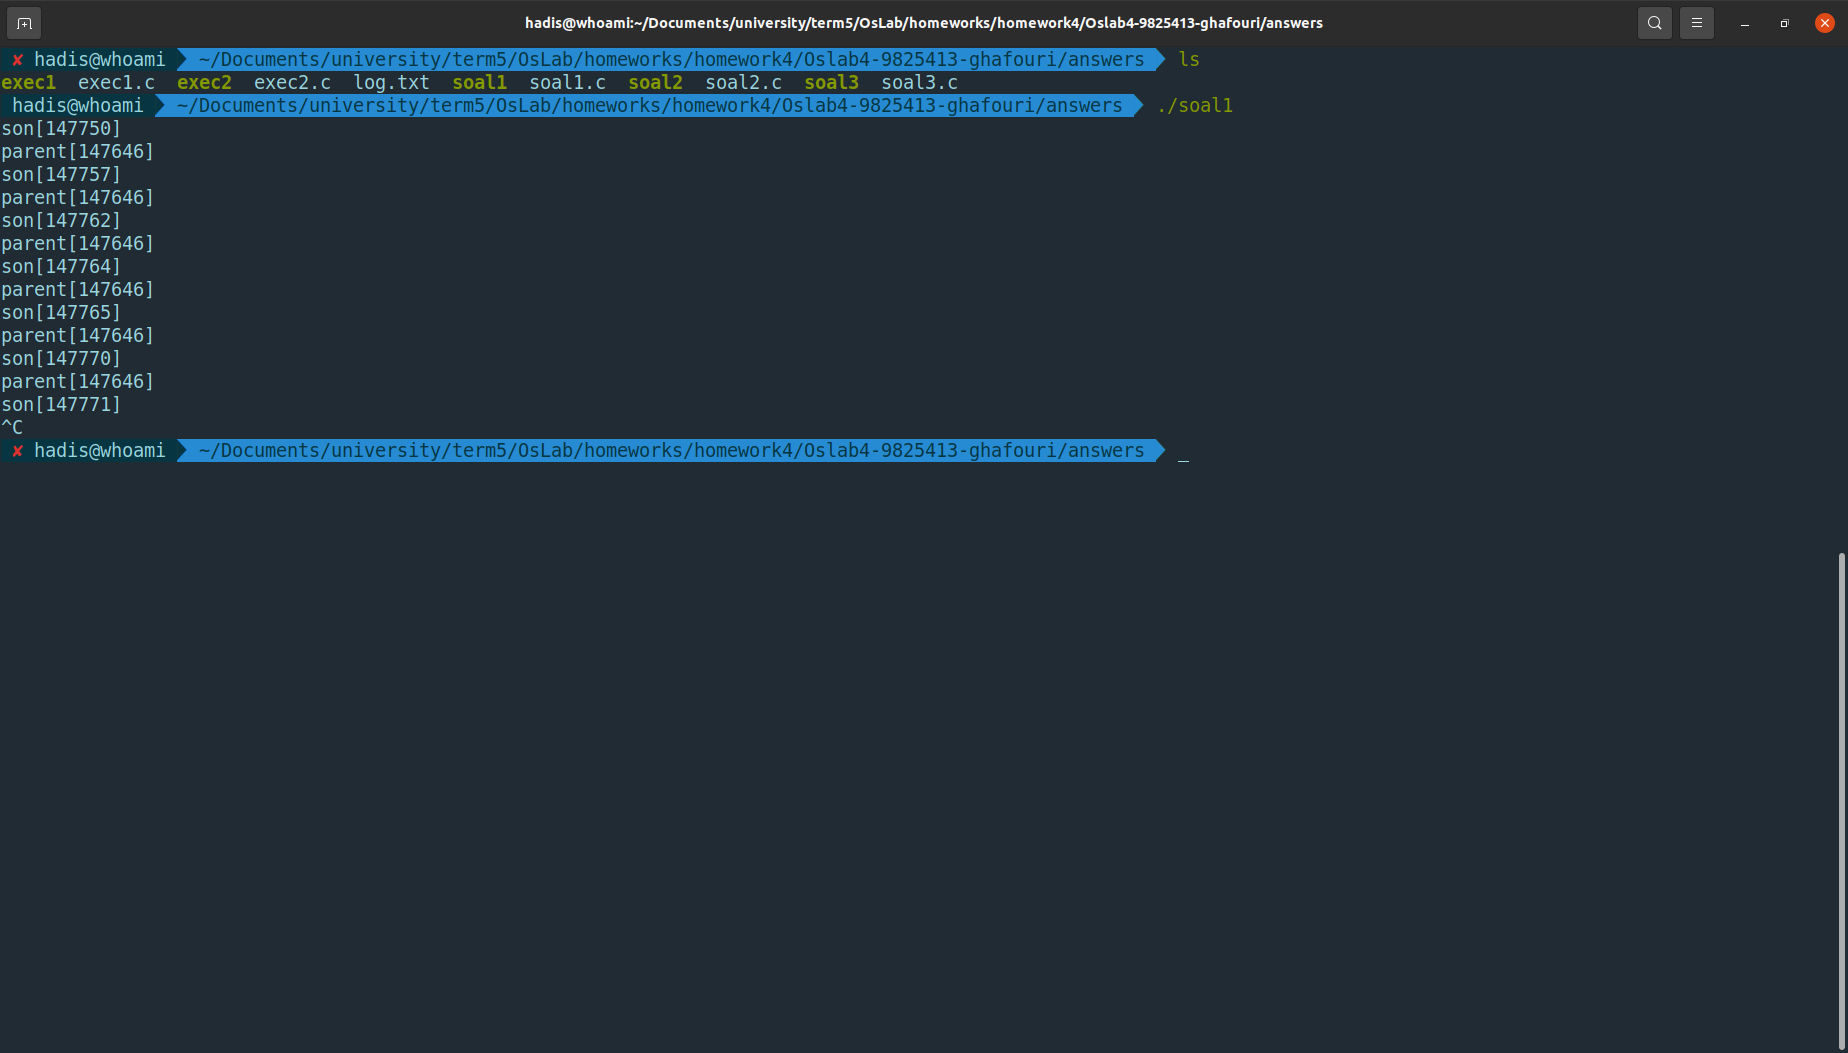 hadis@whoami:~/Documents/university/term5/OsLab/homeworks/homework4/Oslab4-9825413-ghafouri/answers
✘ hadis@whoami ~/Documents/university/term5/OsLab/homeworks/homework4/Oslab4-9825413-ghafouri/answers ls
exec1 exec1.c exec2 exec2.c log.txt soal1 soal1.c soal2 soal2.c soal3 soal3.c
hadis@whoami ~/Documents/university/term5/OsLab/homeworks/homework4/Oslab4-9825413-ghafouri/answers ./soal1
son[147750]
parent[147646]
son[147757]
parent[147646]
son[147762]
parent[147646]
son[147764]
parent[147646]
son[147765]
parent[147646]
son[147770]
parent[147646]
son[147771]
^C
✘ hadis@whoami ~/Documents/university/term5/OsLab/homeworks/homework4/Oslab4-9825413-ghafouri/answers _